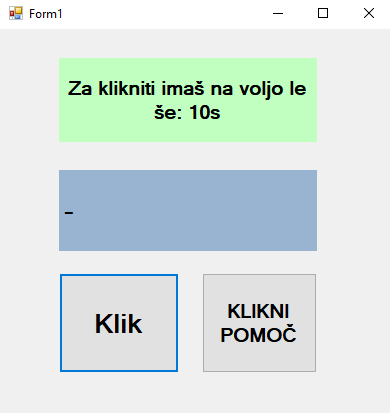 Form1
Za klikniti imaš na voljo le
še: 10s
-
Klik
KLIKNI
POMOČ